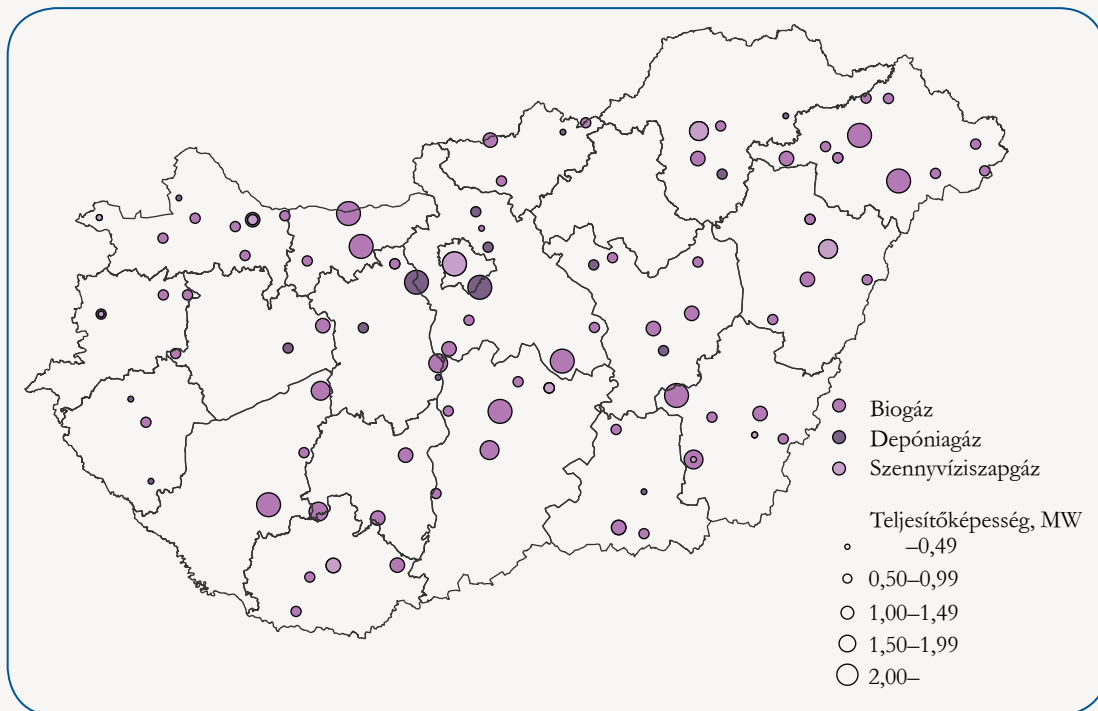 Biogáz
Depóniagáz
Szennyvíziszapgáz
Teljesítőképesség, MW
–0,49
0,50–0,99
1,00–1,49
1,50–1,99
2,00–